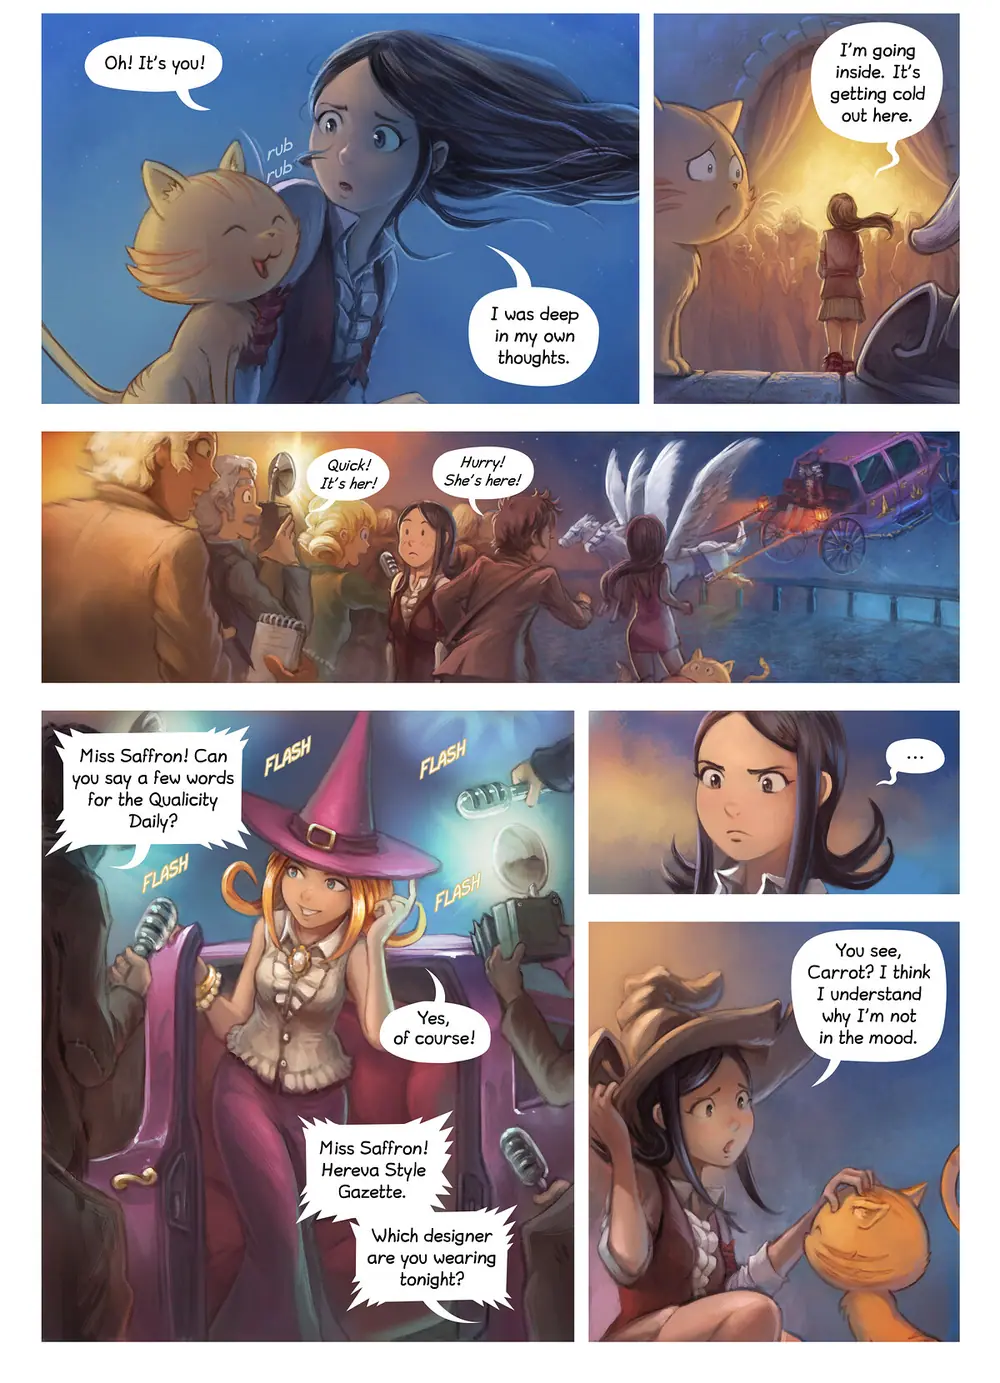 Oh! It's you!
rub
rub
I was deep
in my own
thoughts.
I'm going
inside. It's
getting cold
out here.
Quick!
It's her!
Hurry!
She's here!
Miss Saffron! Can
you say a few words
for the Qualicity
Daily?
FLASH
FLASH
FLASH
FLASH
Yes,
of course!
Miss Saffron!
Hereva Style
Gazette.
Which designer
are you wearing
tonight?
...
You see,
Carrot? I think
I understand
why I'm not
in the mood.